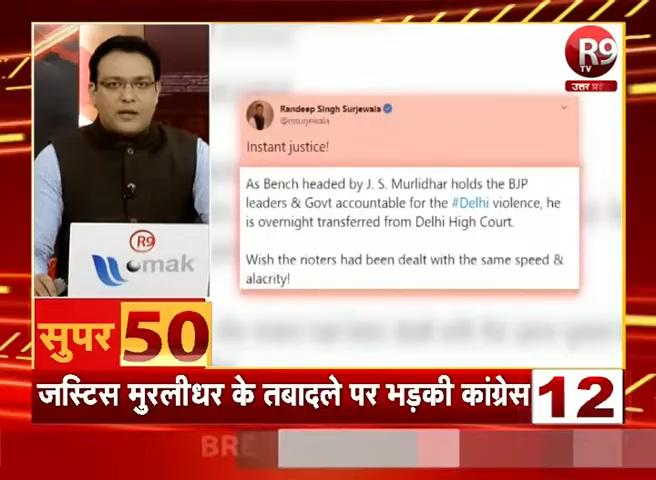 R9
TV
उत्तर प्रदेश
Randeep Singh Surjewala
@rssurjewala
Instant justice!
As Bench headed by J. S. Murlidhar holds the BJP
leaders & Govt accountable for the #Delhi violence, he
is overnight transferred from Delhi High Court.
Wish the rioters had been dealt with the same speed &
alacrity!
R9
omak
सुपर 50
जस्टिस मुरलीधर के तबादले पर भड़की कांग्रेस 12
BRE